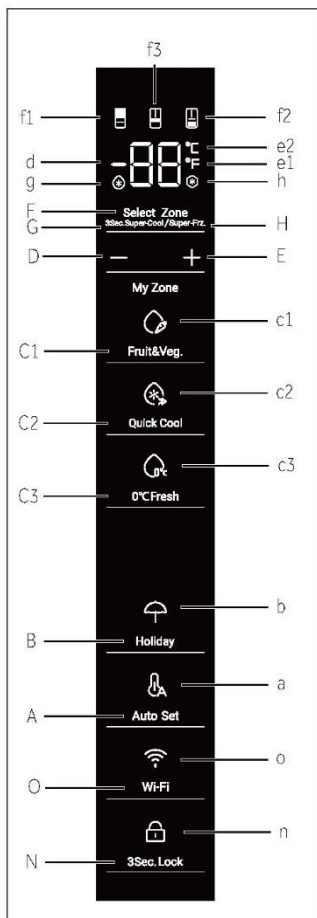 f3
f1 f2
-88 °C e2
d °F e1
g h
F Select Zone
G 3Sec.Super-Cool/Super-Frz. H
D - + E
My Zone
c1
C1 Fruit&Veg.
c2
C2 Quick Cool
0°c c3
C3 0°CFresh
b
B Holiday
A a
A Auto Set
o
O Wi-Fi
n
N 3Sec.Lock